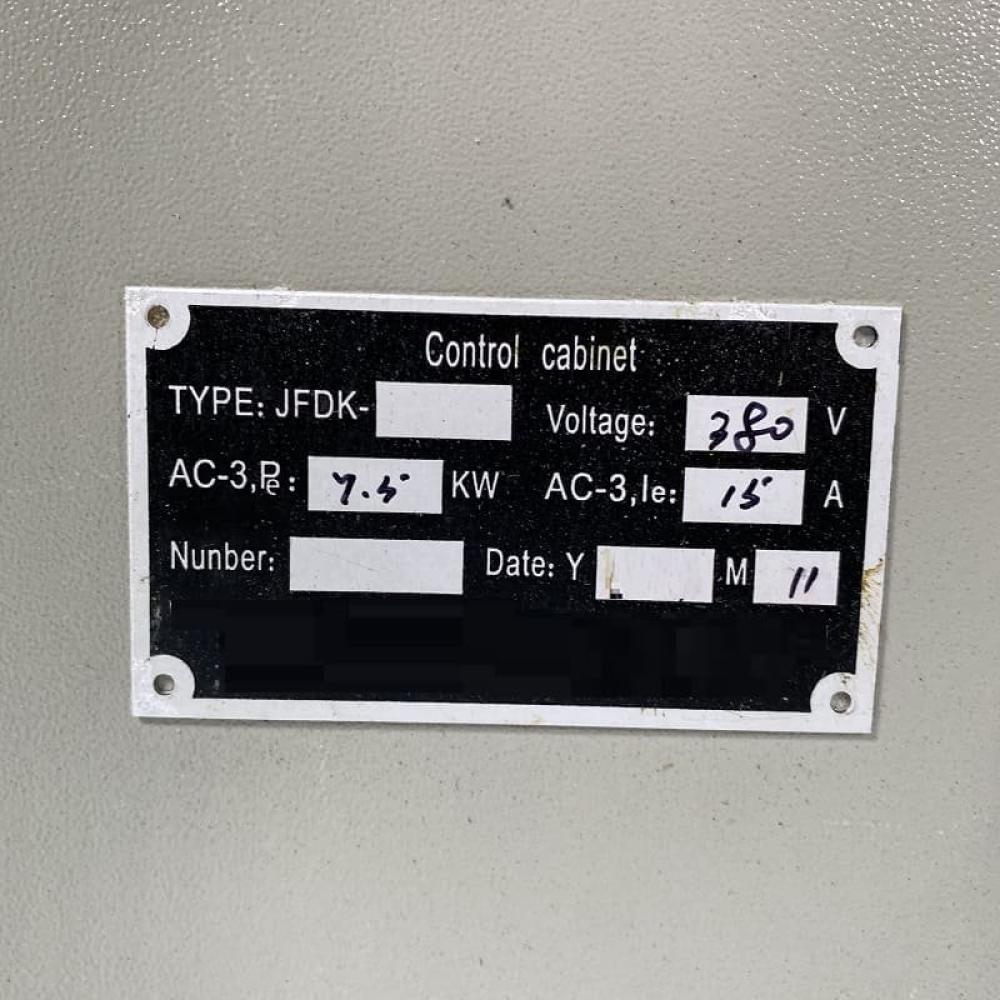 Control cabinet
TYPE: JFDK- Voltage: 380 V
AC-3,Pe: 7.5 KW AC-3,Ie: 15 A
Nunber: Date: Y M 11